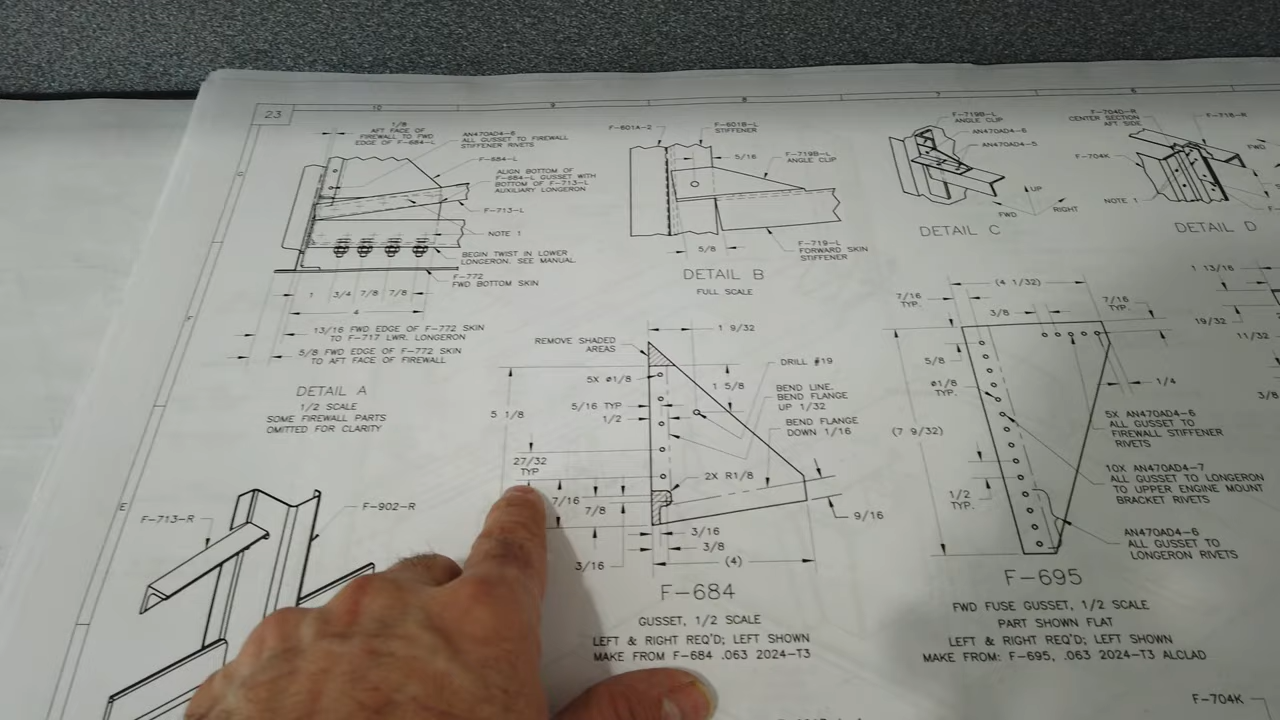 23
10
9
8
7
6
F
E
1/8
AFT FACE OF
FIREWALL TO FWD
EDGE OF F-684-L
AN470AD4-6
ALL GUSSET TO FIREWALL
STIFFENER RIVETS
F-684-L
ALIGN BOTTOM OF
F-684-L GUSSET WITH
BOTTOM OF F-713-L
AUXILIARY LONGERON
F-713-L
NOTE 1
BEGIN TWIST IN LOWER
LONGERON. SEE MANUAL.
F-772
FWD BOTTOM SKIN
1
3/4
7/8
7/8
4
13/16 FWD EDGE OF F-772 SKIN
TO F-717 LWR. LONGERON
5/8 FWD EDGE OF F-772 SKIN
TO AFT FACE OF FIREWALL
DETAIL A
1/2 SCALE
SOME FIREWALL PARTS
OMITTED FOR CLARITY
F-601A-2
F-601B-L
STIFFENER
5/16
F-719B-L
ANGLE CLIP
F-719-L
FORWARD SKIN
STIFFENER
5/8
DETAIL B
FULL SCALE
F-719B-L
ANGLE CLIP
AN470AD4-6
AN470AD4-5
UP
FWD
RIGHT
DETAIL C
F-704D-R
CENTER SECTION
AFT SIDE
F-718-R
F-704K
FWD
NOTE 1
DETAIL D
1 9/32
REMOVE SHADED
AREAS
5X ø1/8
5/16 TYP
1/2
5 1/8
27/32
TYP
7/16
7/8
3/16
1 5/8
DRILL #19
BEND LINE.
BEND FLANGE
UP 1/32
BEND FLANGE
DOWN 1/16
2X R1/8
9/16
3/16
3/8
(4)
F-684
GUSSET, 1/2 SCALE
LEFT & RIGHT REQ'D; LEFT SHOWN
MAKE FROM F-684 .063 2024-T3
(4 1/32)
7/16
TYP.
3/8
7/16
TYP.
5/8
ø1/8
TYP.
(7 9/32)
1/2
TYP.
1/4
5X AN470AD4-6
ALL GUSSET TO
FIREWALL STIFFENER
RIVETS
10X AN470AD4-7
ALL GUSSET TO LONGERON
TO UPPER ENGINE MOUNT
BRACKET RIVETS
AN470AD4-6
ALL GUSSET TO
LONGERON RIVETS
F-695
FWD FUSE GUSSET, 1/2 SCALE
PART SHOWN FLAT
LEFT & RIGHT REQ'D; LEFT SHOWN
MAKE FROM: F-695, .063 2024-T3 ALCLAD
1 13/16
19/32
11/32
3/8
F-713-R
F-902-R
F-704K